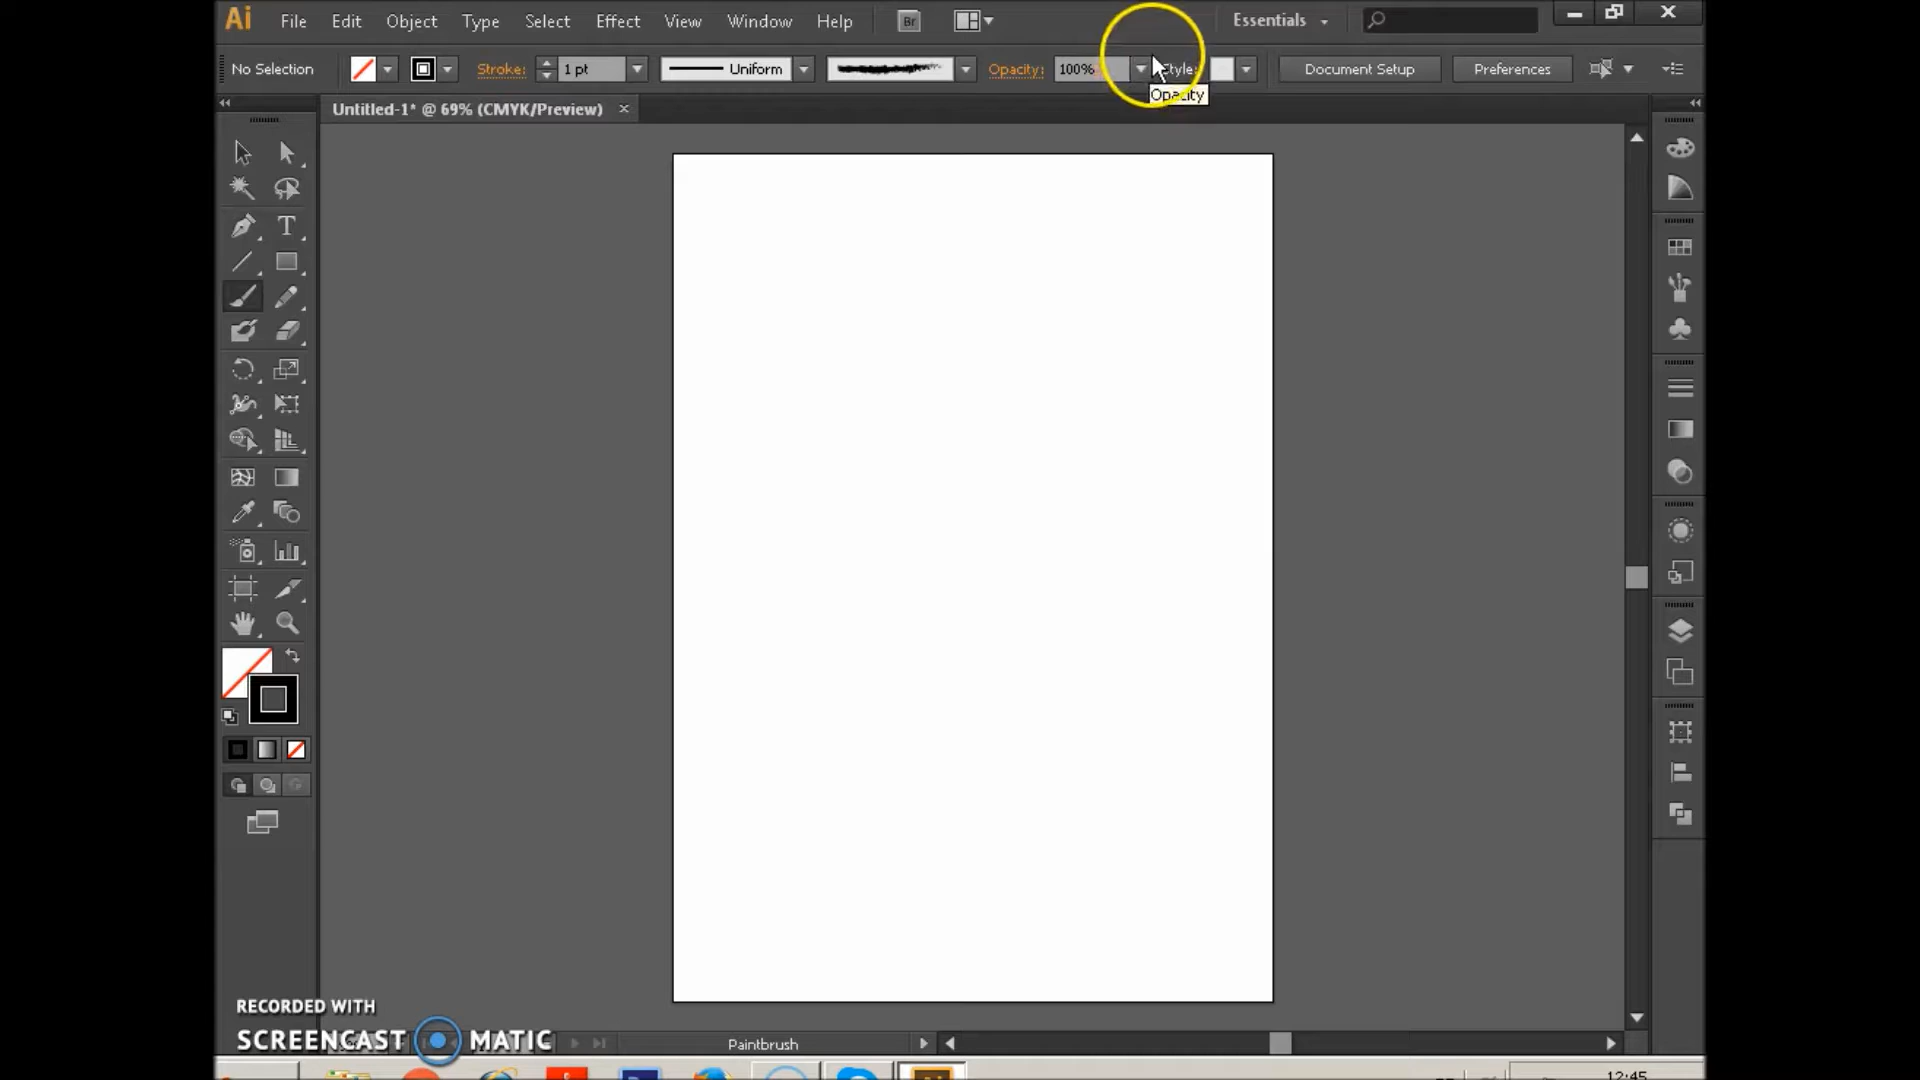 Ai File Edit Object Type Select Effect View Window Help Br Essentials
No Selection Stroke: 1 pt Uniform Opacity: 100% Style: Document Setup Preferences
Opacity
Untitled-1* @ 69% (CMYK/Preview)
T
RECORDED WITH
SCREENCAST MATIC
Paintbrush
12:45